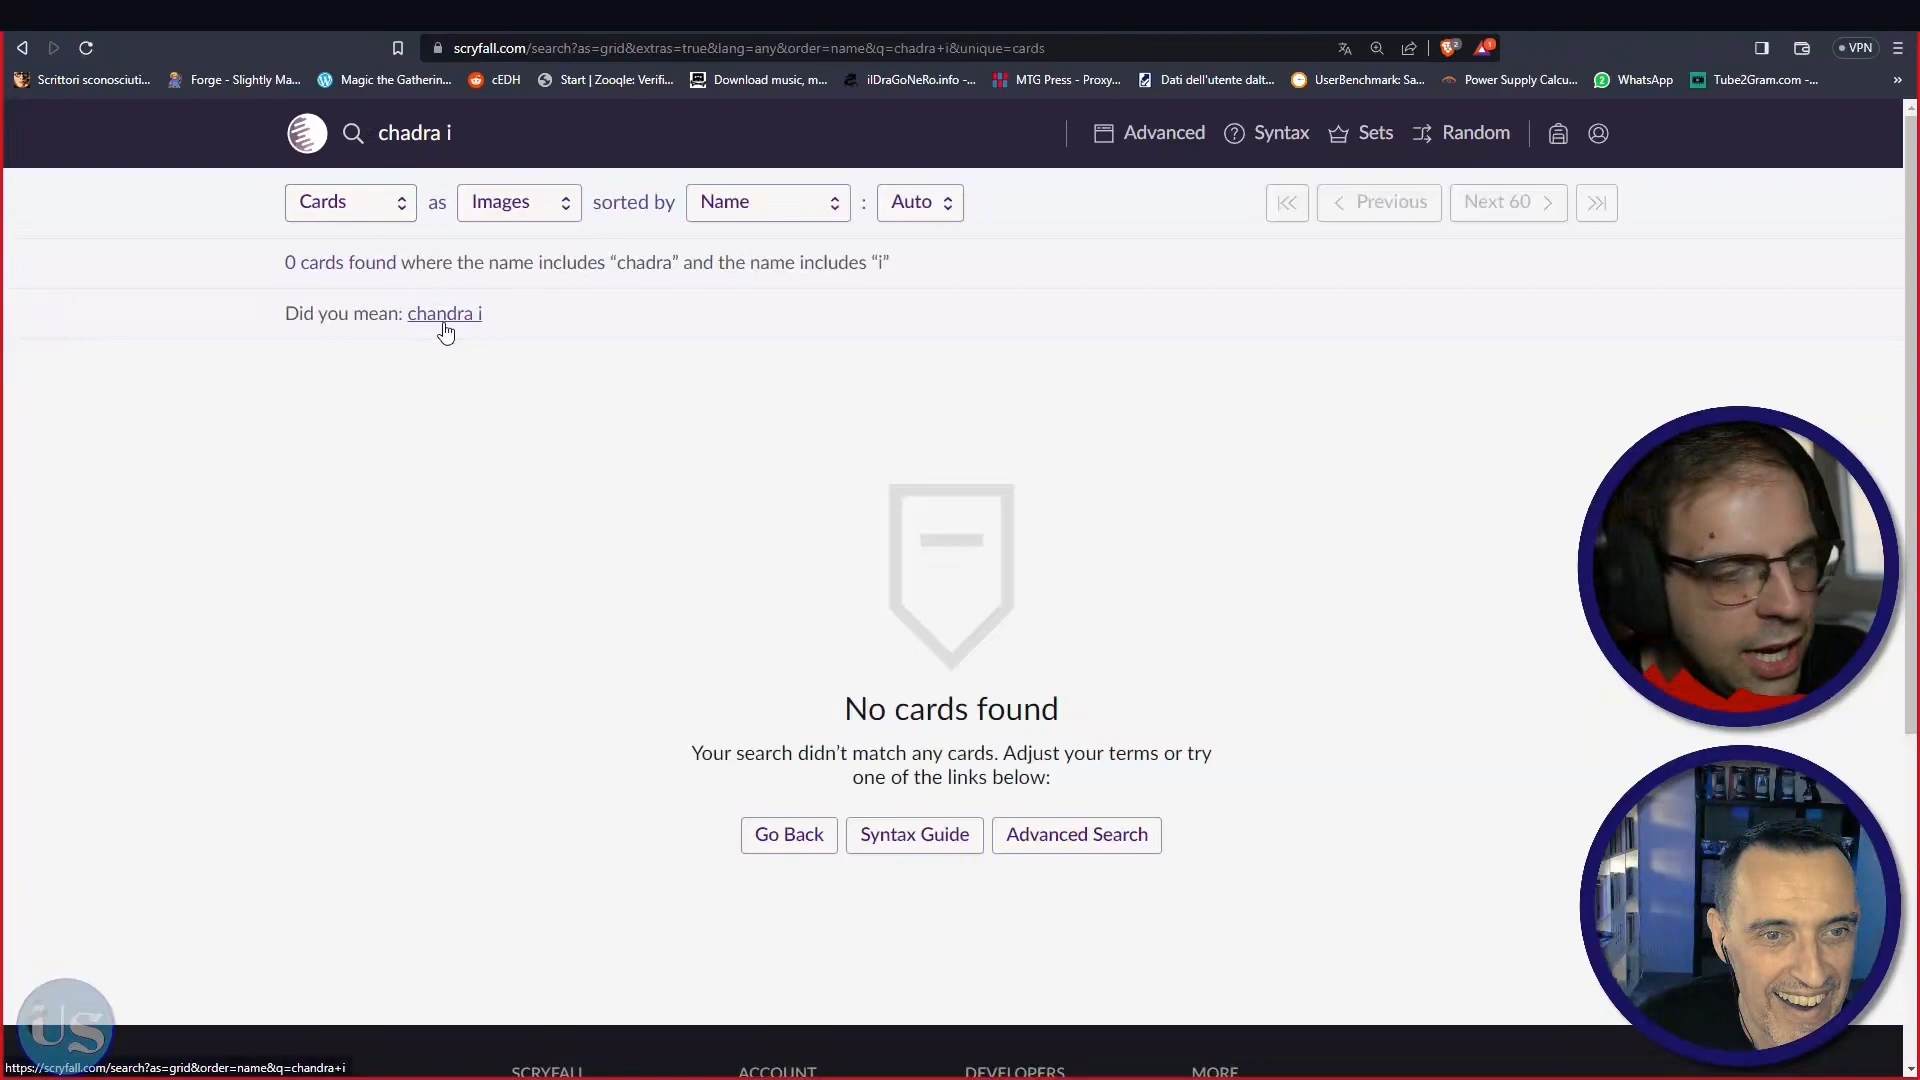 scryfall.com/search?as=grid&extras=true&lang=any&order=name&q=chadra+i&unique=cards
2
1
VPN
Scrittori sconosciuti...
Forge - Slightly Ma...
Magic the Gatherin...
cEDH
Start | Zooqle: Verifi...
Download music, m...
ilDraGoNeRo.info -...
MTG Press - Proxy...
Dati dell'utente dalt...
UserBenchmark: Sa...
Power Supply Calcu...
WhatsApp
Tube2Gram.com -...
»
chadra i
Advanced
Syntax
Sets
Random
Cards as Images sorted by Name : Auto
Previous
Next 60
0 cards found where the name includes “chadra” and the name includes “i”
Did you mean: chandra i
No cards found
Your search didn’t match any cards. Adjust your terms or try
one of the links below:
Go Back
Syntax Guide
Advanced Search
us
https://scryfall.com/search?as=grid&order=name&q=chandra+i
SCRYFALL
ACCOUNT
DEVELOPERS
MORE